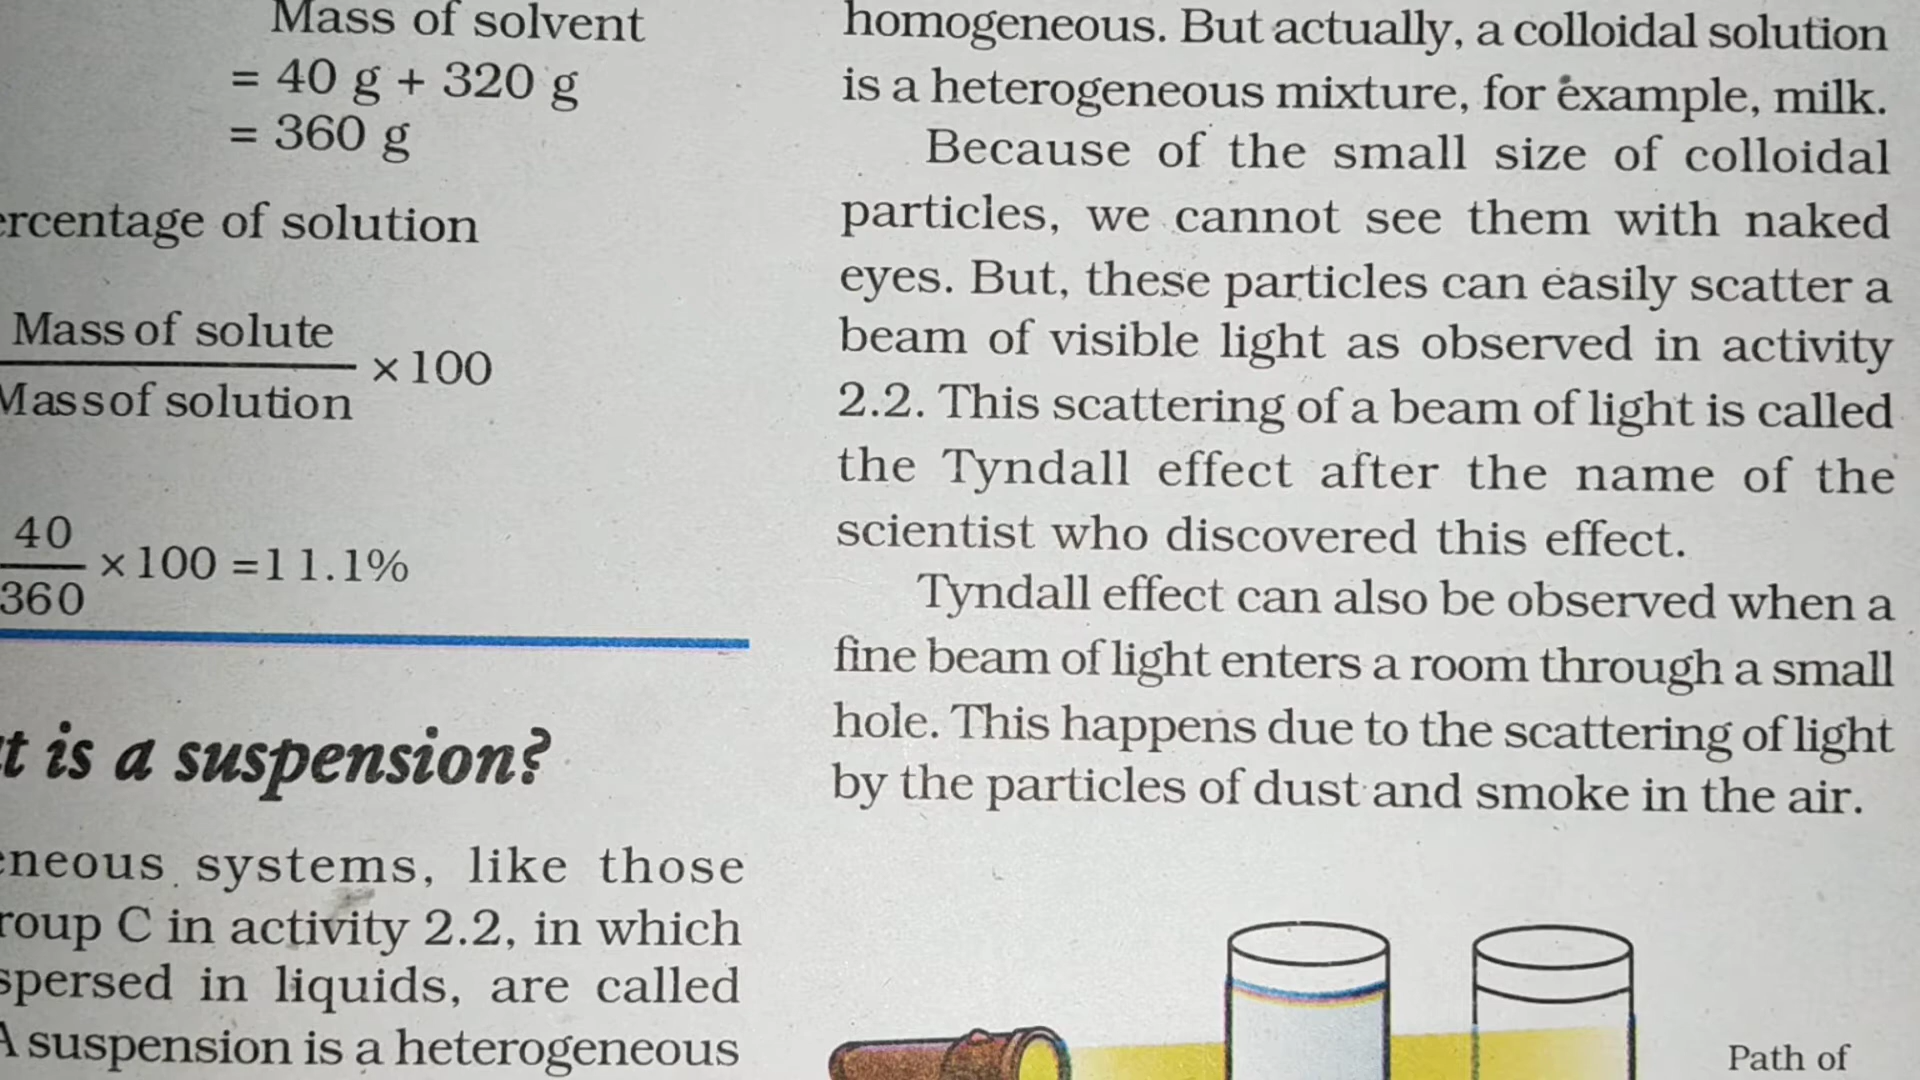 Mass of solvent
= 40 g + 320 g
= 360 g
of solution
Mass of solute
× 100
of solution
40
× 100 = 11.1%
360
is a suspension?
systems, like those
C in activity 2.2, in which
in liquids, are called
A suspension is a heterogeneous
homogeneous. But actually, a colloidal solution
is a heterogeneous mixture, for example, milk.
Because of the small size of colloidal
particles, we cannot see them with naked
eyes. But, these particles can easily scatter a
beam of visible light as observed in activity
2.2. This scattering of a beam of light is called
the Tyndall effect after the name of the
scientist who discovered this effect.
Tyndall effect can also be observed when a
fine beam of light enters a room through a small
hole. This happens due to the scattering of light
by the particles of dust and smoke in the air.
Path of